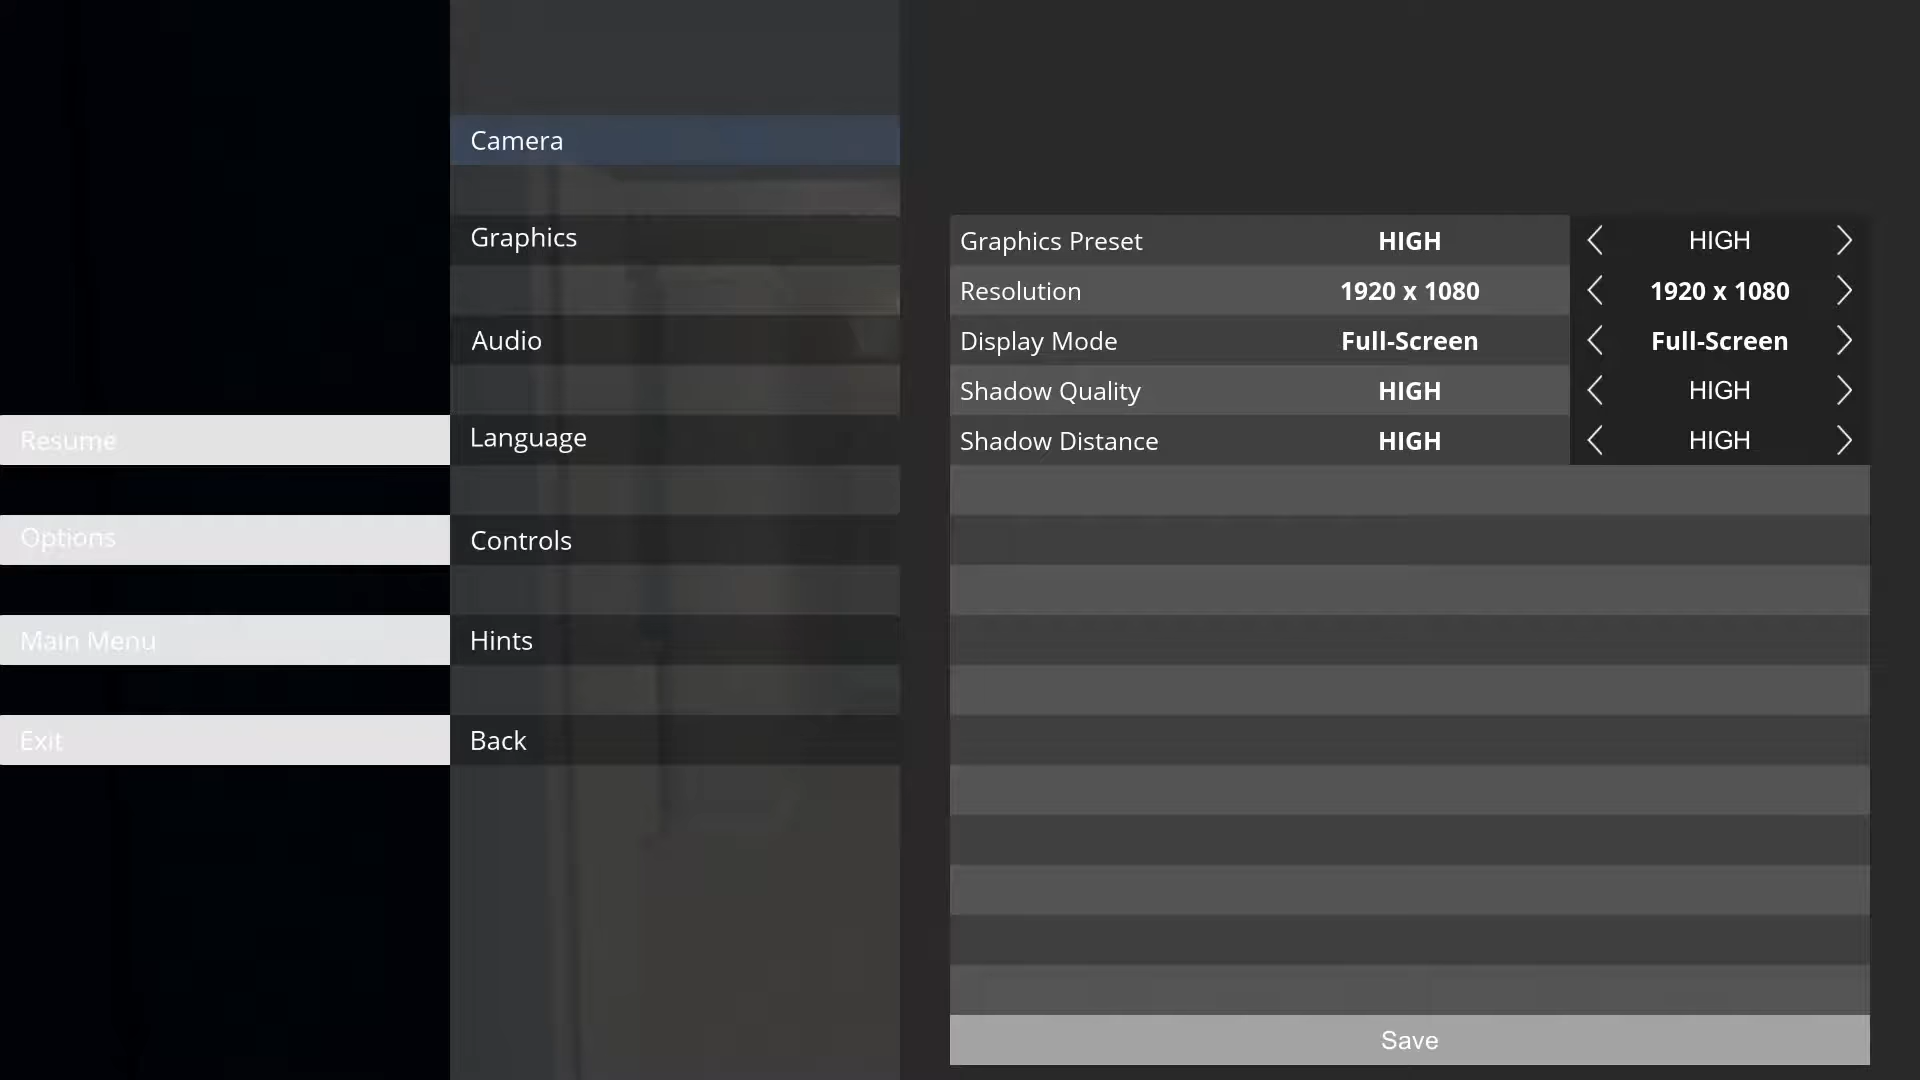 Resume
Options
Main Menu
Exit
Camera
Graphics
Audio
Language
Controls
Hints
Back
Graphics Preset HIGH HIGH
Resolution 1920 x 1080 1920 x 1080
Display Mode Full-Screen Full-Screen
Shadow Quality HIGH HIGH
Shadow Distance HIGH HIGH
Save